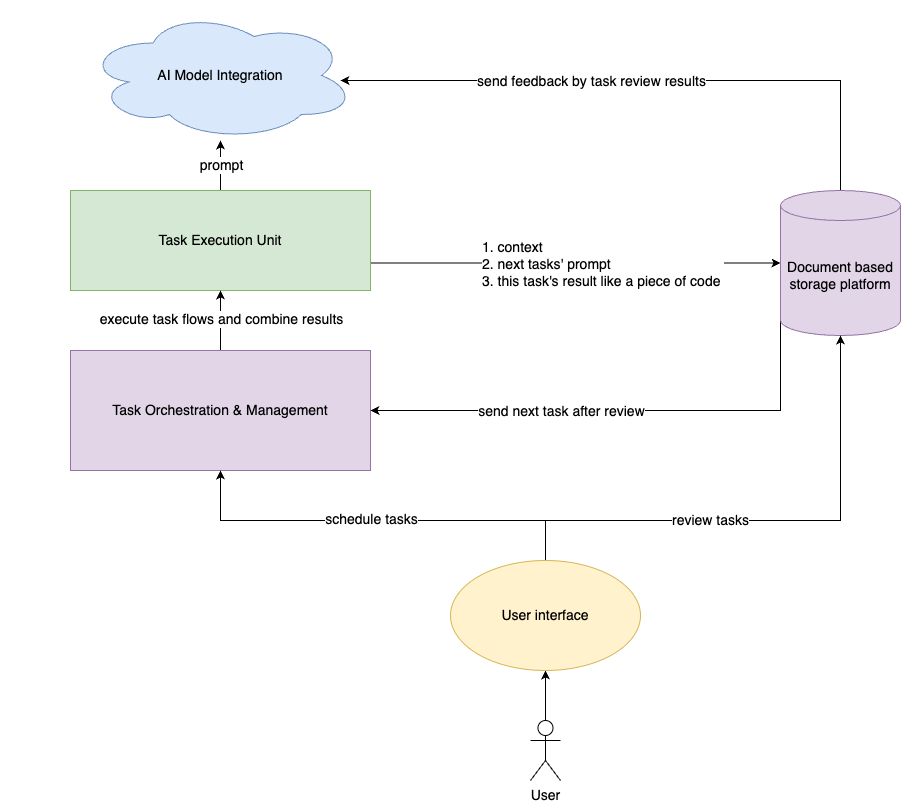 AI Model Integration
send feedback by task review results
prompt
Task Execution Unit
1. context
2. next tasks' prompt
3. this task's result like a piece of code
Document based
storage platform
execute task flows and combine results
Task Orchestration & Management
send next task after review
schedule tasks
review tasks
User interface
User